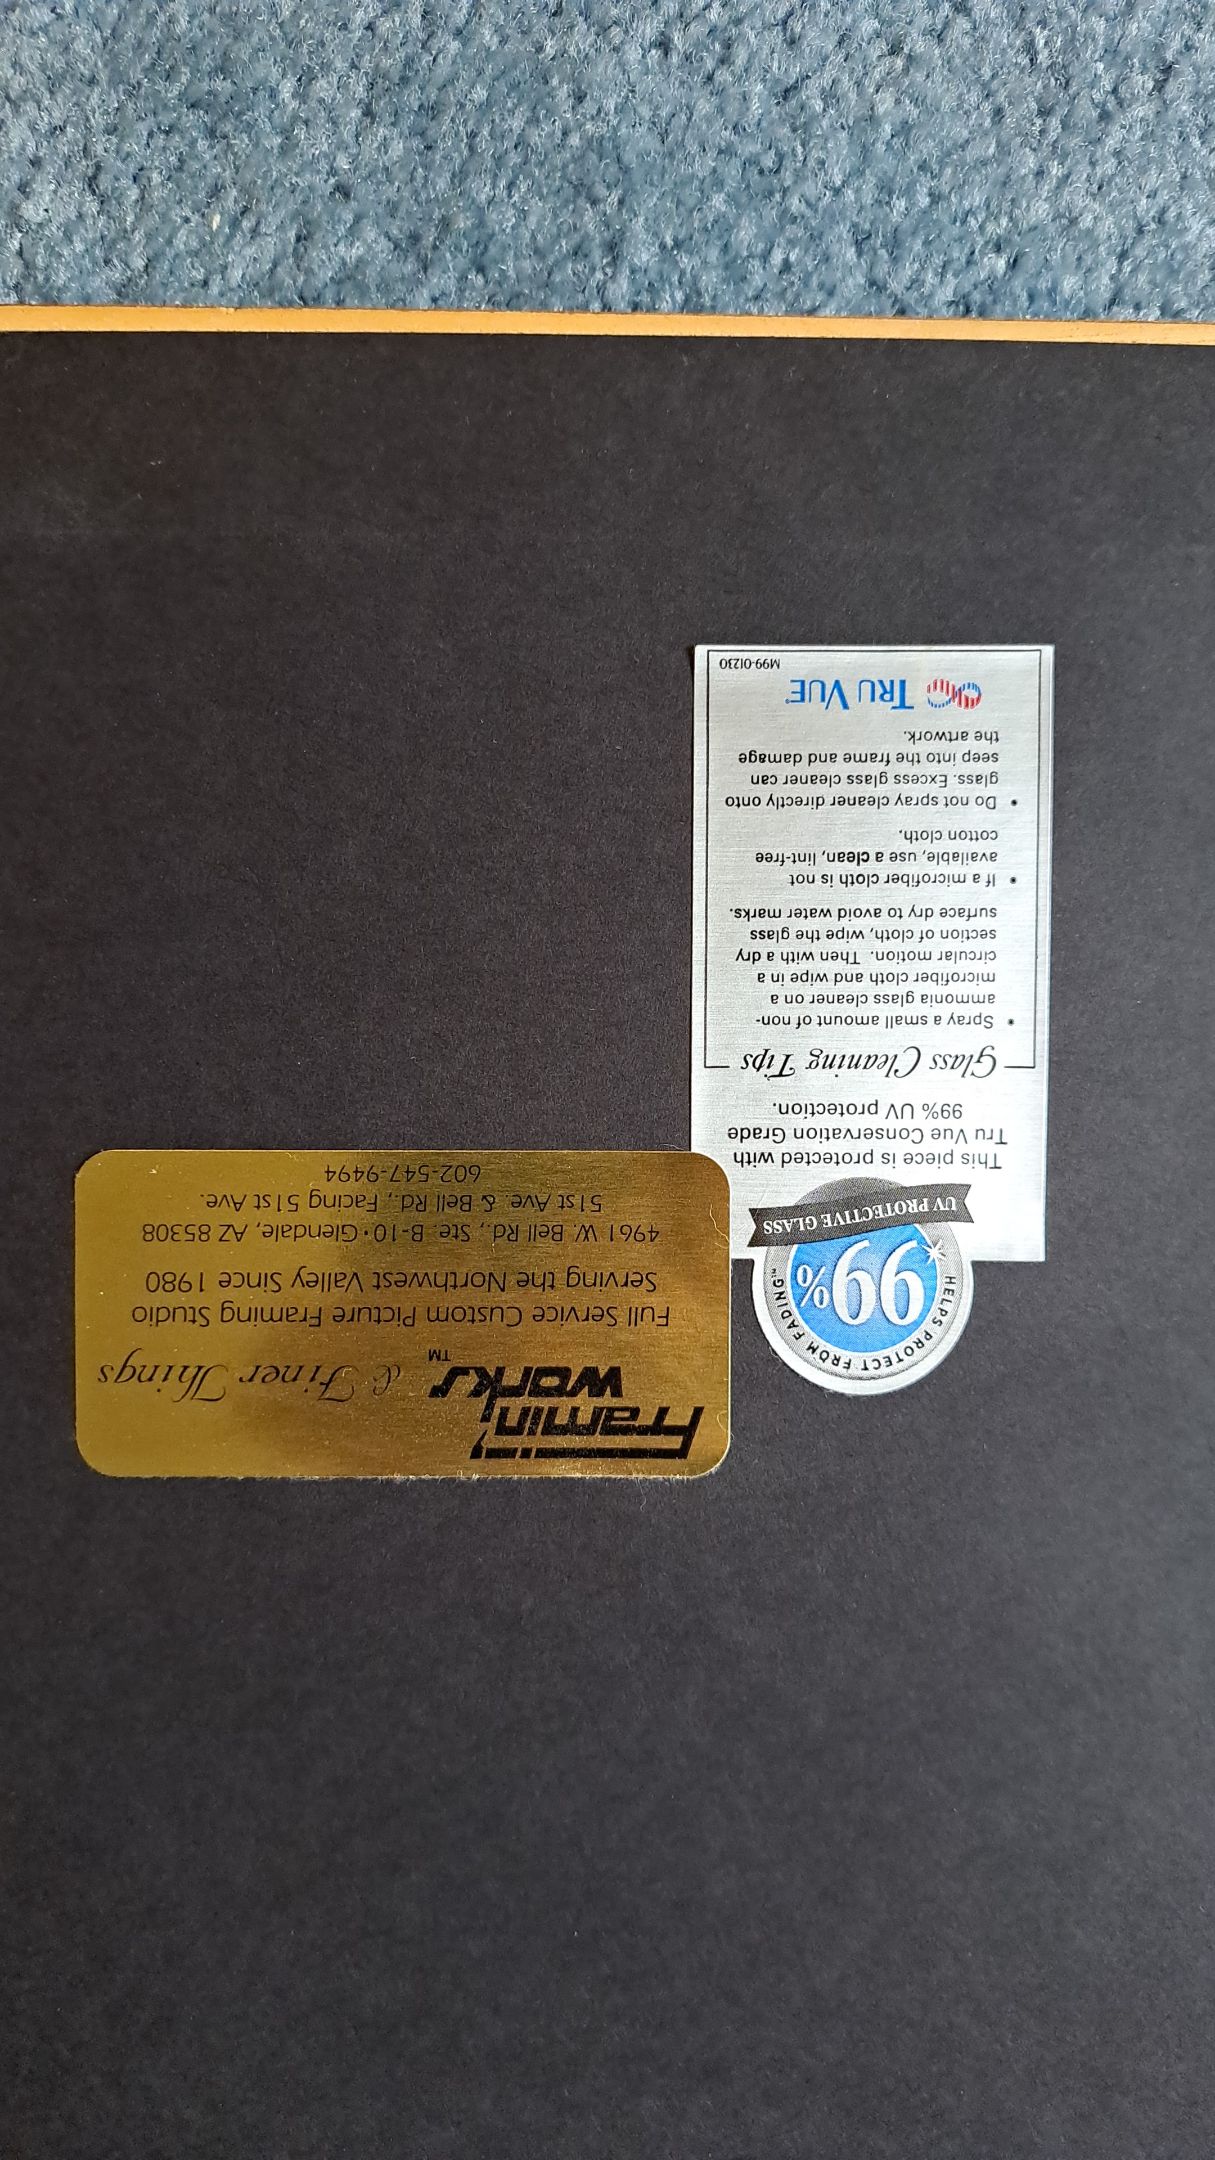 Framin'
works™ & Finer Things
Full Service Custom Picture Framing Studio
Serving the Northwest Valley Since 1980
4961 W. Bell Rd., Ste. B-10 • Glendale, AZ 85308
51st Ave. & Bell Rd., Facing 51st Ave.
602-547-9494
HELPS PROTECT FROM FADING™
99%
UV PROTECTIVE GLASS
This piece is protected with
Tru Vue Conservation Grade
99% UV protection.
Glass Cleaning Tips
• Spray a small amount of non-
ammonia glass cleaner on a
microfiber cloth and wipe in a
circular motion. Then with a dry
section of cloth, wipe the glass
surface dry to avoid water marks.
• If a microfiber cloth is not
available, use a clean, lint-free
cotton cloth.
• Do not spray cleaner directly onto
glass. Excess glass cleaner can
seep into the frame and damage
the artwork.
TRU VUE®
M99-01230